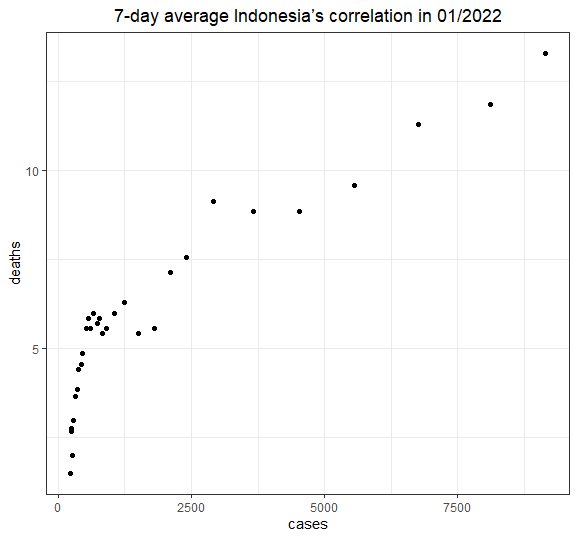 7-day average Indonesia’s correlation in 01/2022
10
5
deaths
0 2500 5000 7500
cases